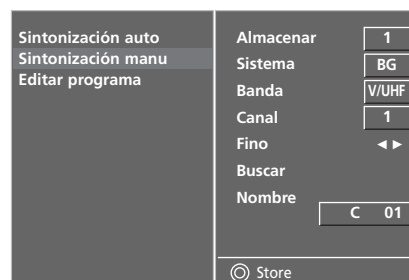 Sintonización auto
Sintonización manu
Editar programa
Almacenar 1
Sistema BG
Banda V/UHF
Canal 1
Fino ◄ ►
Buscar
Nombre
C 01
Store